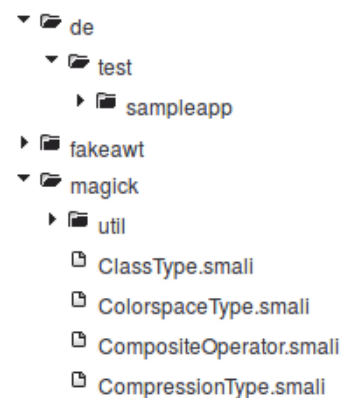 de
test
sampleapp
fakeawt
magick
util
ClassType.smali
ColorspaceType.smali
CompositeOperator.smali
CompressionType.smali